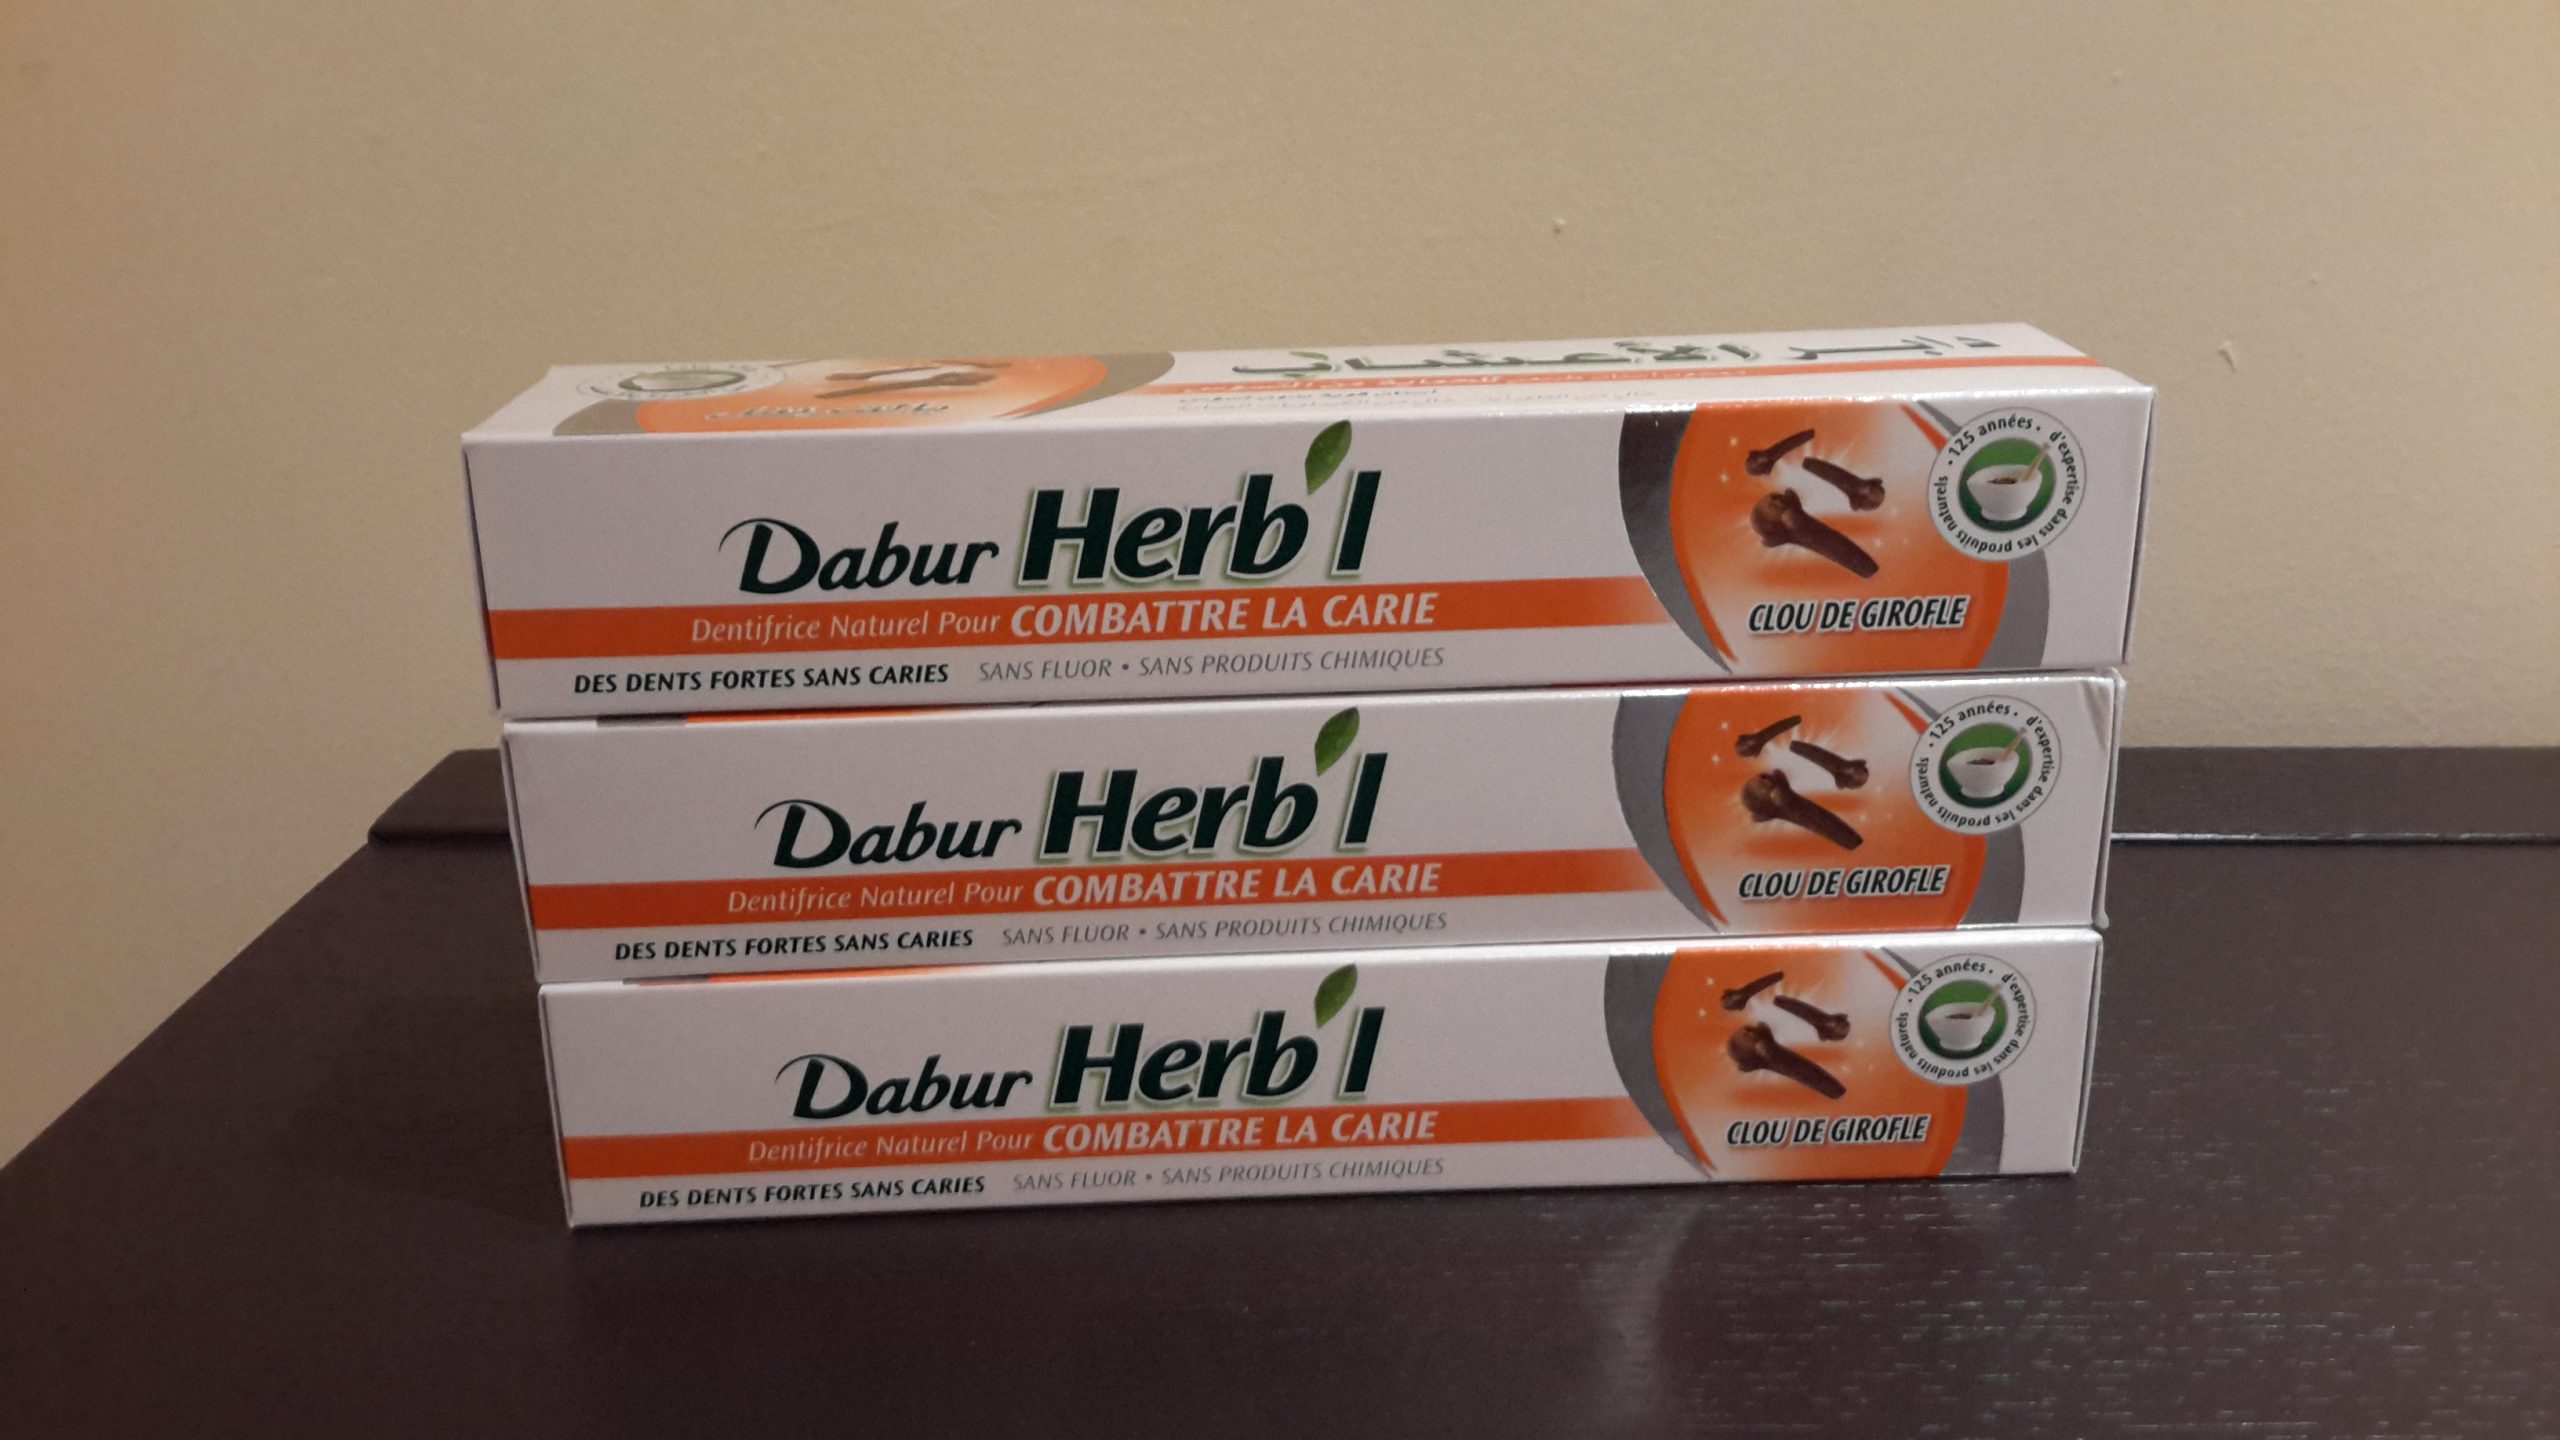 دابر الأعشاب
بالقرنفل
Dabur Herb'l
Dentifrice Naturel Pour COMBATTRE LA CARIE
DES DENTS FORTES SANS CARIES SANS FLUOR • SANS PRODUITS CHIMIQUES
CLOU DE GIROFLE
• 125 années • d'expertise dans les produits naturels
Dabur Herb'l
Dentifrice Naturel Pour COMBATTRE LA CARIE
DES DENTS FORTES SANS CARIES SANS FLUOR • SANS PRODUITS CHIMIQUES
CLOU DE GIROFLE
• 125 années • d'expertise dans les produits naturels
Dabur Herb'l
Dentifrice Naturel Pour COMBATTRE LA CARIE
DES DENTS FORTES SANS CARIES SANS FLUOR • SANS PRODUITS CHIMIQUES
CLOU DE GIROFLE
• 125 années • d'expertise dans les produits naturels